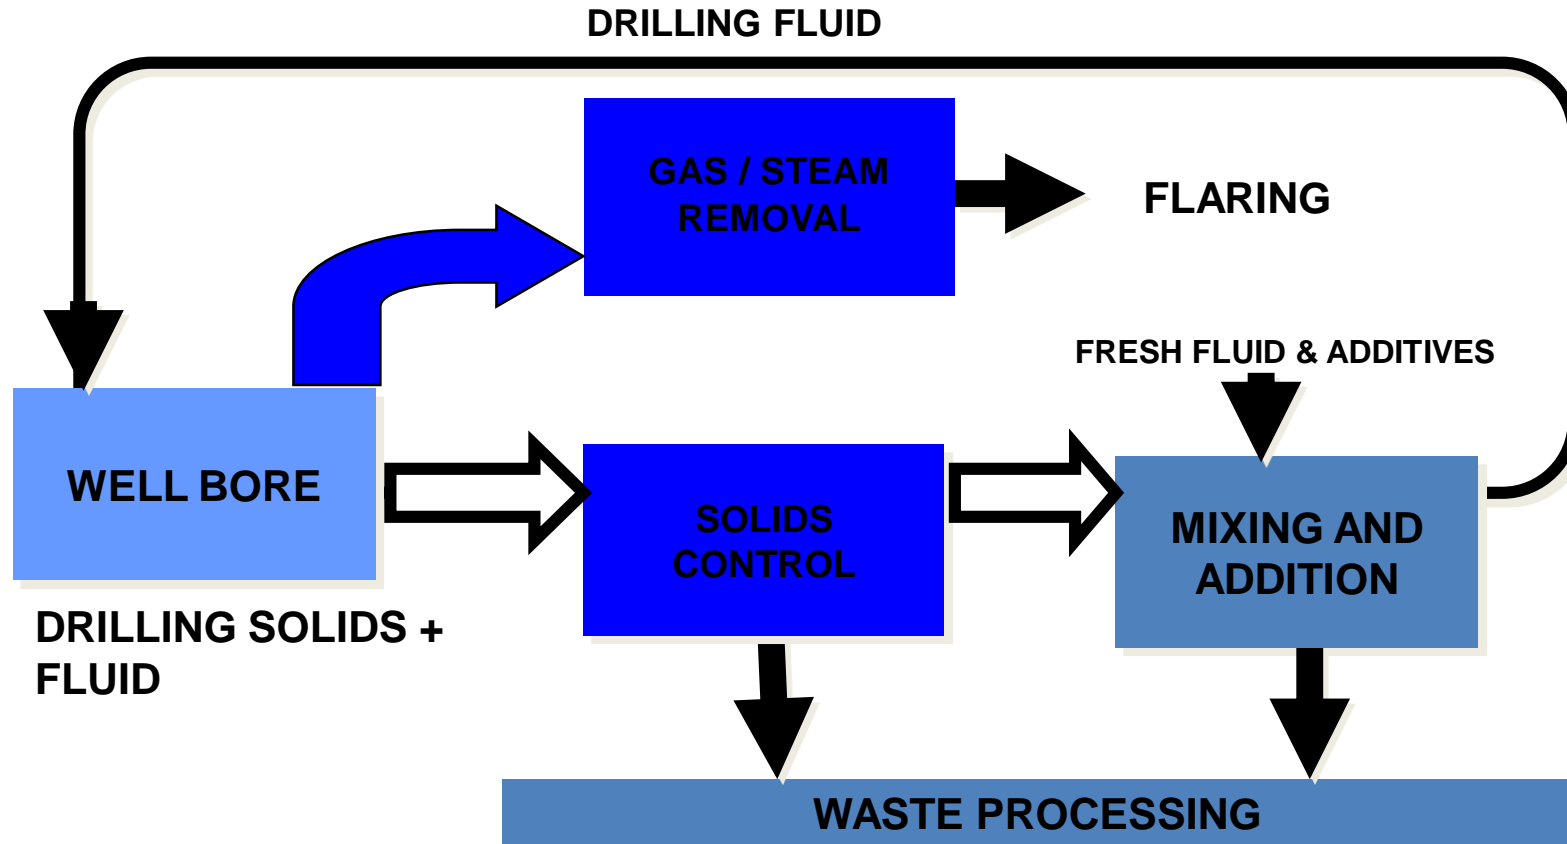 DRILLING FLUID
GAS / STEAM
REMOVAL
FLARING
FRESH FLUID & ADDITIVES
WELL BORE
SOLIDS
CONTROL
MIXING AND
ADDITION
DRILLING SOLIDS +
FLUID
WASTE PROCESSING